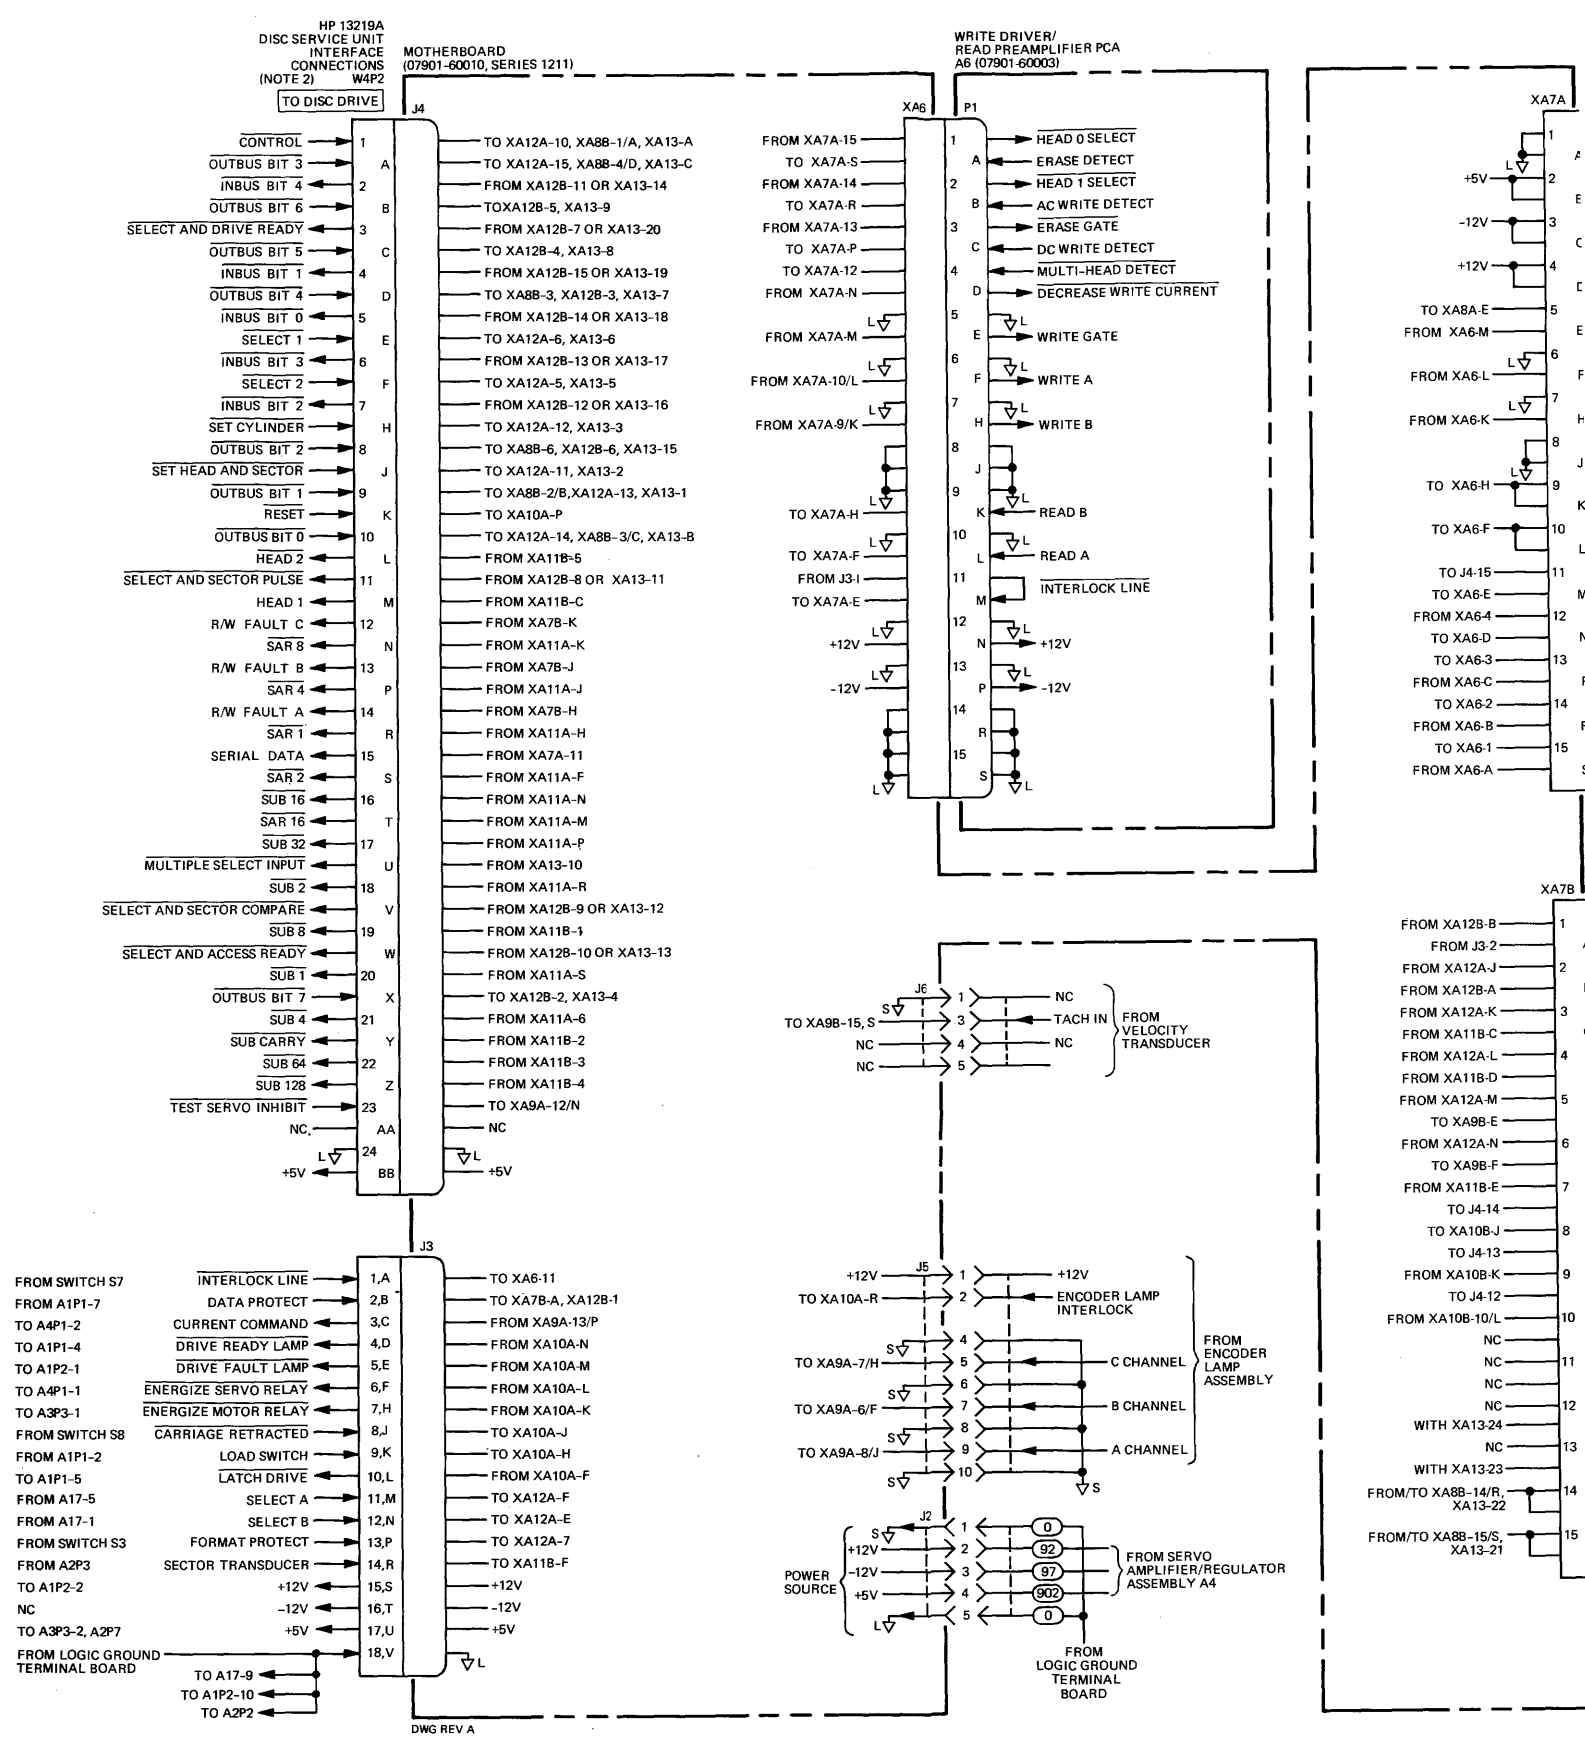 HP 13219A
DISC SERVICE UNIT
INTERFACE
CONNECTIONS
(NOTE 2) W4P2
TO DISC DRIVE
MOTHERBOARD
(07901-60010, SERIES 1211)
J4
CONTROL 1 TO XA12A-10, XA8B-1/A, XA13-A
OUTBUS BIT 3 A TO XA12A-15, XA8B-4/D, XA13-C
INBUS BIT 4 2 FROM XA12B-11 OR XA13-14
OUTBUS BIT 6 B TOXA12B-5, XA13-9
SELECT AND DRIVE READY 3 FROM XA12B-7 OR XA13-20
OUTBUS BIT 5 C TO XA12B-4, XA13-8
INBUS BIT 1 4 FROM XA12B-15 OR XA13-19
OUTBUS BIT 4 D TO XA8B-3, XA12B-3, XA13-7
INBUS BIT 0 5 FROM XA12B-14 OR XA13-18
SELECT 1 E TO XA12A-6, XA13-6
INBUS BIT 3 6 FROM XA12B-13 OR XA13-17
SELECT 2 F TO XA12A-5, XA13-5
INBUS BIT 2 7 FROM XA12B-12 OR XA13-16
SET CYLINDER H TO XA12A-12, XA13-3
OUTBUS BIT 2 8 TO XA8B-6, XA12B-6, XA13-15
SET HEAD AND SECTOR J TO XA12A-11, XA13-2
OUTBUS BIT 1 9 TO XA8B-2/B,XA12A-13, XA13-1
RESET K TO XA10A-P
OUTBUS BIT 0 10 TO XA12A-14, XA8B-3/C, XA13-B
HEAD 2 L FROM XA11B-5
SELECT AND SECTOR PULSE 11 FROM XA12B-8 OR XA13-11
HEAD 1 M FROM XA11B-C
R/W FAULT C 12 FROM XA7B-K
SAR 8 N FROM XA11A-K
R/W FAULT B 13 FROM XA7B-J
SAR 4 P FROM XA11A-J
R/W FAULT A 14 FROM XA7B-H
SAR 1 R FROM XA11A-H
SERIAL DATA 15 FROM XA7A-11
SAR 2 S FROM XA11A-F
SUB 16 16 FROM XA11A-N
SAR 16 T FROM XA11A-M
SUB 32 17 FROM XA11A-P
MULTIPLE SELECT INPUT U FROM XA13-10
SUB 2 18 FROM XA11A-R
SELECT AND SECTOR COMPARE V FROM XA12B-9 OR XA13-12
SUB 8 19 FROM XA11B-1
SELECT AND ACCESS READY W FROM XA12B-10 OR XA13-13
SUB 1 20 FROM XA11A-S
OUTBUS BIT 7 X TO XA12B-2, XA13-4
SUB 4 21 FROM XA11A-6
SUB CARRY Y FROM XA11B-2
SUB 64 22 FROM XA11B-3
SUB 128 Z FROM XA11B-4
TEST SERVO INHIBIT 23 TO XA9A-12/N
NC AA NC
L 24 L
+5V BB +5V
J3
FROM SWITCH S7 INTERLOCK LINE 1,A TO XA6-11
FROM A1P1-7 DATA PROTECT 2,B TO XA7B-A, XA12B-1
TO A4P1-2 CURRENT COMMAND 3,C FROM XA9A-13/P
TO A1P1-4 DRIVE READY LAMP 4,D FROM XA10A-N
TO A1P2-1 DRIVE FAULT LAMP 5,E FROM XA10A-M
TO A4P1-1 ENERGIZE SERVO RELAY 6,F FROM XA10A-L
TO A3P3-1 ENERGIZE MOTOR RELAY 7,H FROM XA10A-K
FROM SWITCH S8 CARRIAGE RETRACTED 8,J TO XA10A-J
FROM A1P1-2 LOAD SWITCH 9,K TO XA10A-H
TO A1P1-5 LATCH DRIVE 10,L FROM XA10A-F
FROM A17-5 SELECT A 11,M TO XA12A-F
FROM A17-1 SELECT B 12,N TO XA12A-E
FROM SWITCH S3 FORMAT PROTECT 13,P TO XA12A-7
FROM A2P3 SECTOR TRANSDUCER 14,R TO XA11B-F
TO A1P2-2 +12V 15,S +12V
NC -12V 16,T -12V
TO A3P3-2, A2P7 +5V 17,U +5V
FROM LOGIC GROUND 18,V L
TERMINAL BOARD
TO A17-9
TO A1P2-10
TO A2P2
DWG REV A
WRITE DRIVER/
READ PREAMPLIFIER PCA
A6 (07901-60003)
XA6 P1
FROM XA7A-15 1 HEAD 0 SELECT
TO XA7A-S A ERASE DETECT
FROM XA7A-14 2 HEAD 1 SELECT
TO XA7A-R B AC WRITE DETECT
FROM XA7A-13 3 ERASE GATE
TO XA7A-P C DC WRITE DETECT
TO XA7A-12 4 MULTI-HEAD DETECT
FROM XA7A-N D DECREASE WRITE CURRENT
L 5 L
FROM XA7A-M E WRITE GATE
L 6 L
FROM XA7A-10/L F WRITE A
L 7 L
FROM XA7A-9/K H WRITE B
8
J
L 9 L
TO XA7A-H K READ B
L 10 L
TO XA7A-F L READ A
FROM J3-I 11 INTERLOCK LINE
TO XA7A-E M
L 12 L
+12V N +12V
L 13 L
-12V P -12V
14
R
15
L S L
J6
S 1 NC
TO XA9B-15, S 3 TACH IN
NC 4 NC
NC 5
FROM
VELOCITY
TRANSDUCER
J5
+12V 1 +12V
TO XA10A-R 2 ENCODER LAMP
INTERLOCK
S 4
TO XA9A-7/H 5 C CHANNEL
S 6
TO XA9A-6/F 7 B CHANNEL
S 8
TO XA9A-8/J 9 A CHANNEL
S 10 S
FROM
ENCODER
LAMP
ASSEMBLY
J2
S 1 0
+12V 2 92
-12V 3 97
+5V 4 902
L 5 0
POWER
SOURCE
FROM SERVO
AMPLIFIER/REGULATOR
ASSEMBLY A4
FROM
LOGIC GROUND
TERMINAL
BOARD
XA7A
1
L
+5V 2
-12V 3
+12V 4
TO XA8A-E 5
FROM XA6-M E
L 6
FROM XA6-L F
L 7
FROM XA6-K H
8
L J
TO XA6-H 9
K
TO XA6-F 10
TO J4-15 11
TO XA6-E
FROM XA6-4 12
TO XA6-D
TO XA6-3 13
FROM XA6-C
TO XA6-2 14
FROM XA6-B
TO XA6-1 15
FROM XA6-A
XA7B
FROM XA12B-B 1
FROM J3-2
FROM XA12A-J 2
FROM XA12B-A
FROM XA12A-K 3
FROM XA11B-C
FROM XA12A-L 4
FROM XA11B-D
FROM XA12A-M 5
TO XA9B-E
FROM XA12A-N 6
TO XA9B-F
FROM XA11B-E 7
TO J4-14
TO XA10B-J 8
TO J4-13
FROM XA10B-K 9
TO J4-12
FROM XA10B-10/L 10
NC
NC 11
NC
NC 12
WITH XA13-24
NC 13
WITH XA13-23
FROM/TO XA8B-14/R, 14
XA13-22
FROM/TO XA8B-15/S, 15
XA13-21